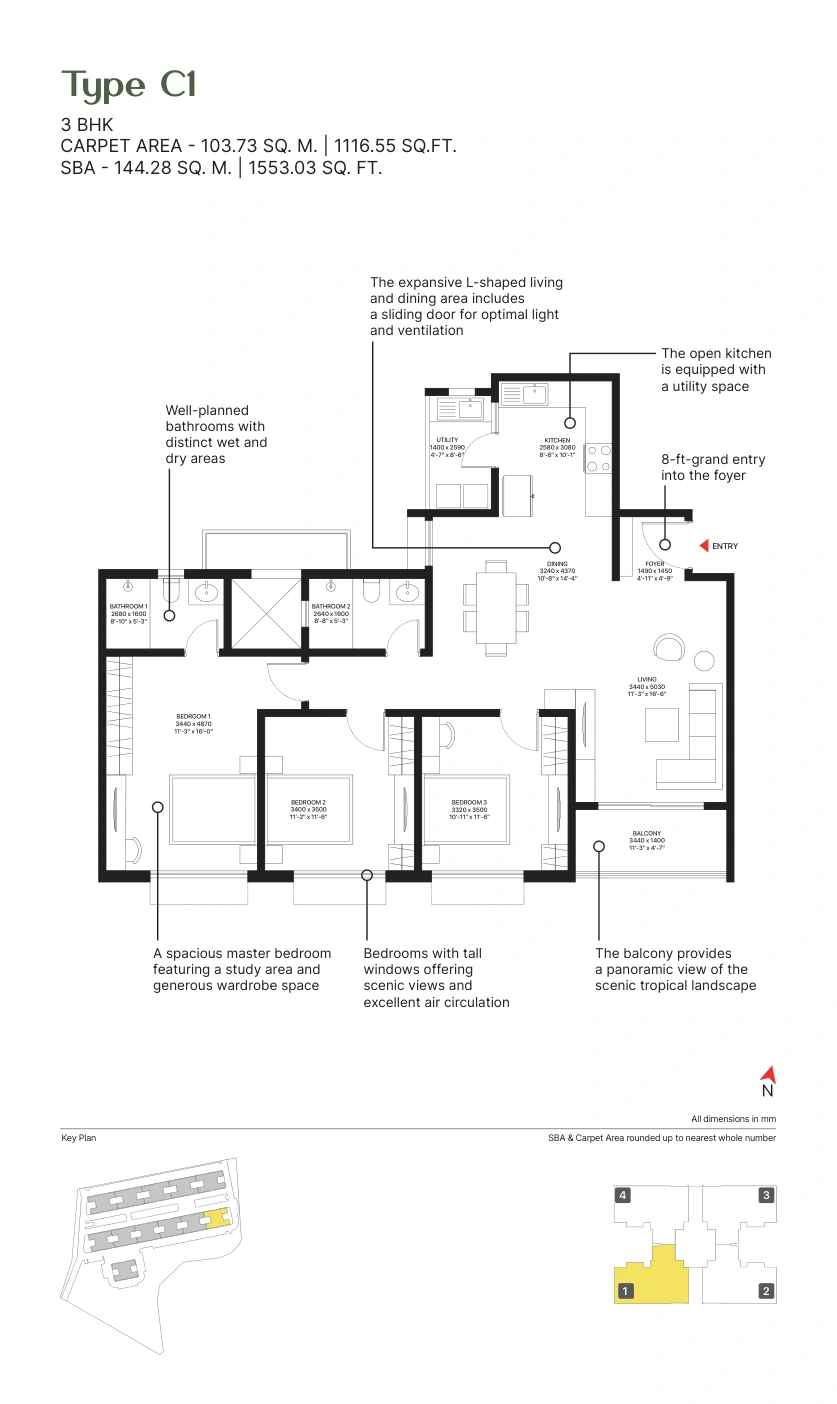 Type C1
3 BHK
CARPET AREA - 103.73 SQ. M. | 1116.55 SQ.FT.
SBA - 144.28 SQ. M. | 1553.03 SQ. FT.
The expansive L-shaped living
and dining area includes
a sliding door for optimal light
and ventilation
The open kitchen
is equipped with
a utility space
Well-planned
bathrooms with
distinct wet and
dry areas
8-ft-grand entry
into the foyer
UTILITY
1400 x 2590
4'-7" x 8'-6"
KITCHEN
2580 x 3080
8'-6" x 10'-1"
ENTRY
FOYER
1490 x 1450
4'-11" x 4'-9"
DINING
3240 x 4370
10'-8" x 14'-4"
BATHROOM 1
2680 x 1600
8'-10" x 5'-3"
BATHROOM 2
2640 x 1600
8'-8" x 5'-3"
LIVING
3440 x 5030
11'-3" x 16'-6"
BEDROOM 1
3440 x 4870
11'-3" x 16'-0"
BEDROOM 2
3400 x 3500
11'-2" x 11'-6"
BEDROOM 3
3320 x 3500
10'-11" x 11'-6"
BALCONY
3440 x 1400
11'-3" x 4'-7"
A spacious master bedroom
featuring a study area and
generous wardrobe space
Bedrooms with tall
windows offering
scenic views and
excellent air circulation
The balcony provides
a panoramic view of the
scenic tropical landscape
N
All dimensions in mm
Key Plan
SBA & Carpet Area rounded up to nearest whole number
4
3
1
2